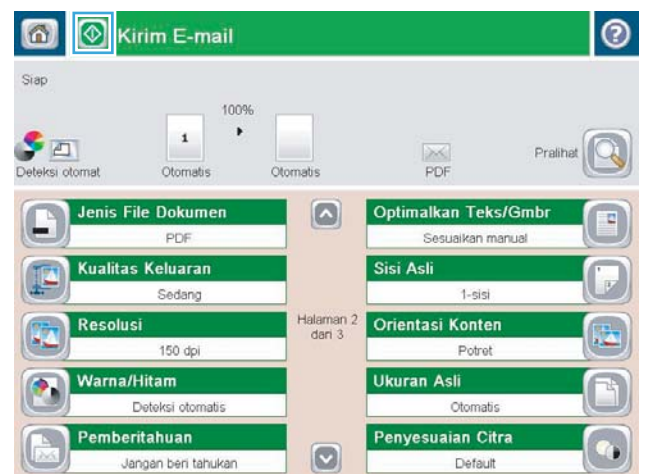 Kirim E-mail
Siap
100%
1
Deteksi otomat
Otomatis
Otomatis
PDF
Pralihat
Jenis File Dokumen
PDF
Optimalkan Teks/Gmbr
Sesuaikan manual
Kualitas Keluaran
Sedang
Sisi Asli
1-sisi
Resolusi
150 dpi
Halaman 2
dari 3
Orientasi Konten
Potret
Warna/Hitam
Deteksi otomatis
Ukuran Asli
Otomatis
Pemberitahuan
Jangan beri tahukan
Penyesuaian Citra
Default